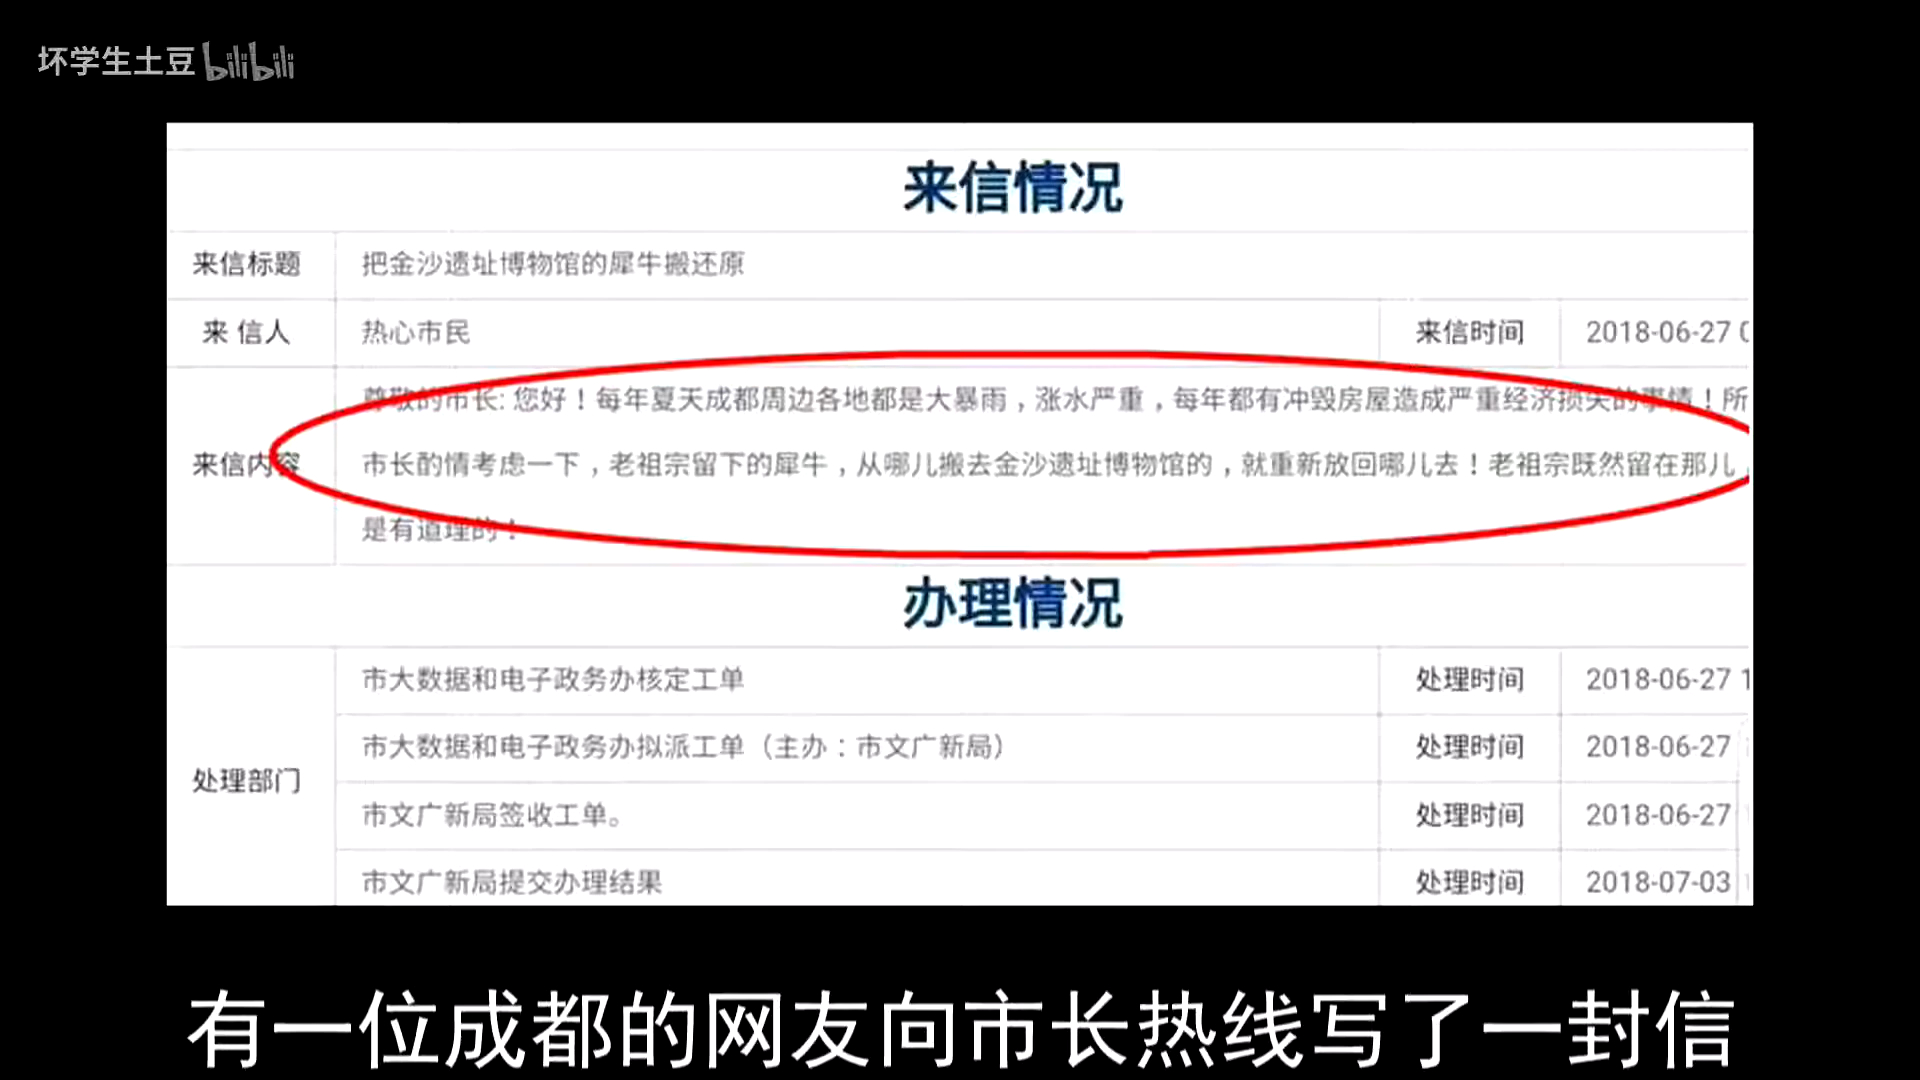 坏学生土豆 bilibili
来信情况
来信标题 把金沙遗址博物馆的犀牛搬还原
来 信人 热心市民 来信时间 2018-06-27 0
尊敬的市长: 您好！每年夏天成都周边各地都是大暴雨，涨水严重，每年都有冲毁房屋造成严重经济损失的事情！所
来信内容 市长酌情考虑一下，老祖宗留下的犀牛，从哪儿搬去金沙遗址博物馆的，就重新放回哪儿去！老祖宗既然留在那儿，
是有道理的！
办理情况
市大数据和电子政务办核定工单 处理时间 2018-06-27 1
市大数据和电子政务办拟派工单（主办：市文广新局） 处理时间 2018-06-27
处理部门
市文广新局签收工单。 处理时间 2018-06-27
市文广新局提交办理结果 处理时间 2018-07-03
有一位成都的网友向市长热线写了一封信